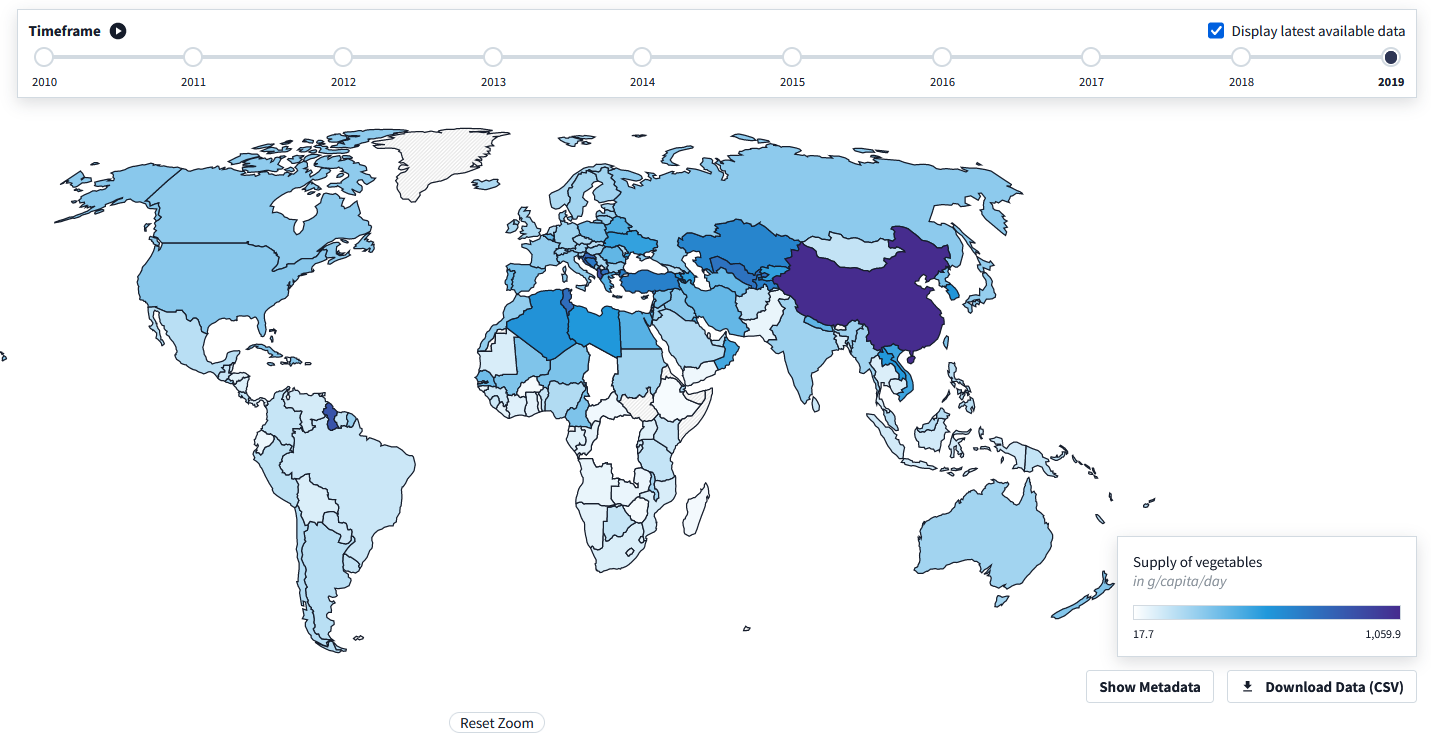 Timeframe
Display latest available data
2010 2011 2012 2013 2014 2015 2016 2017 2018 2019
Supply of vegetables
in g/capita/day
17.7 1,059.9
Show Metadata Download Data (CSV)
Reset Zoom